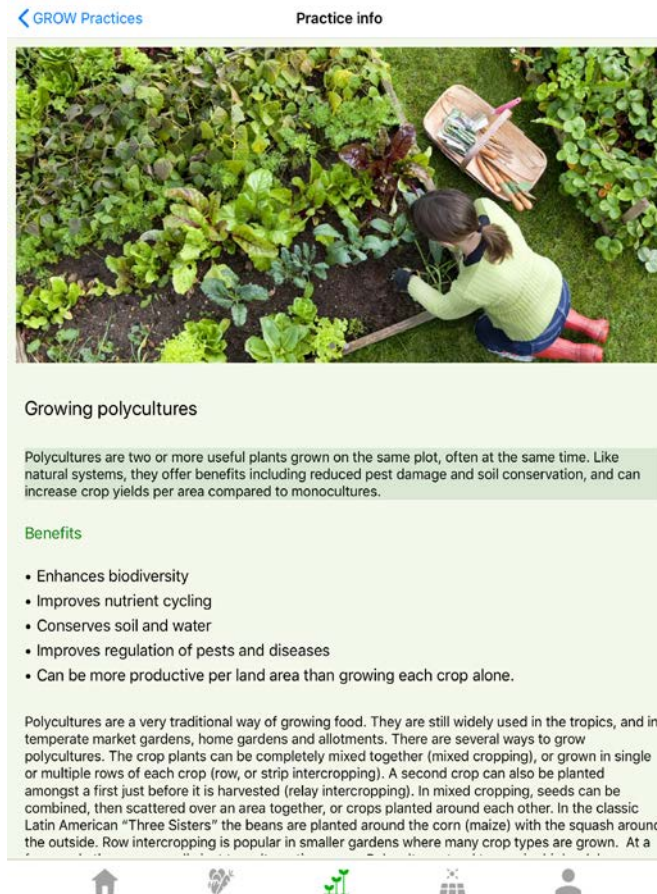 GROW Practices
Practice info
Growing polycultures
Polycultures are two or more useful plants grown on the same plot, often at the same time. Like
natural systems, they offer benefits including reduced pest damage and soil conservation, and can
increase crop yields per area compared to monocultures.
Benefits
• Enhances biodiversity
• Improves nutrient cycling
• Conserves soil and water
• Improves regulation of pests and diseases
• Can be more productive per land area than growing each crop alone.
Polycultures are a very traditional way of growing food. They are still widely used in the tropics, and in
temperate market gardens, home gardens and allotments. There are several ways to grow
polycultures. The crop plants can be completely mixed together (mixed cropping), or grown in single
or multiple rows of each crop (row, or strip intercropping). A second crop can also be planted
amongst a first just before it is harvested (relay intercropping). In mixed cropping, seeds can be
combined, then scattered over an area together, or crops planted around each other. In the classic
Latin American “Three Sisters” the beans are planted around the corn (maize) with the squash around
the outside. Row intercropping is popular in smaller gardens where many crop types are grown. At a